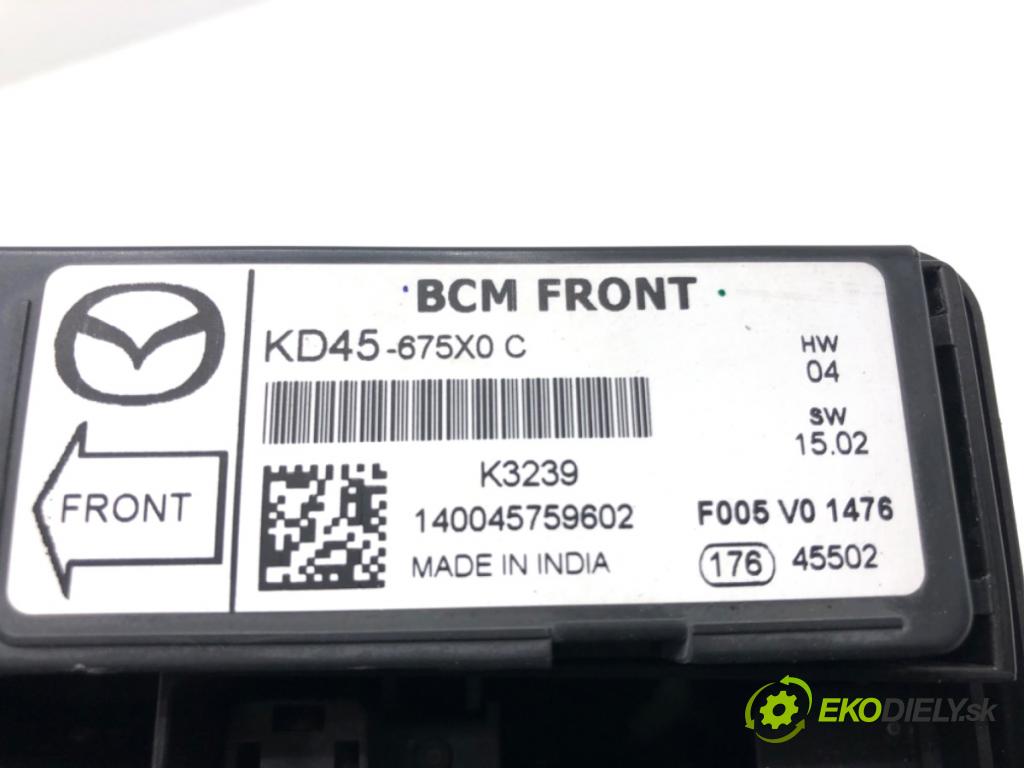 BCM FRONT
KD45-675X0 C
HW
04
SW
15.02
FRONT
K3239
140045759602
MADE IN INDIA
F005 V0 1476
176 45502
EKODIELY.sk